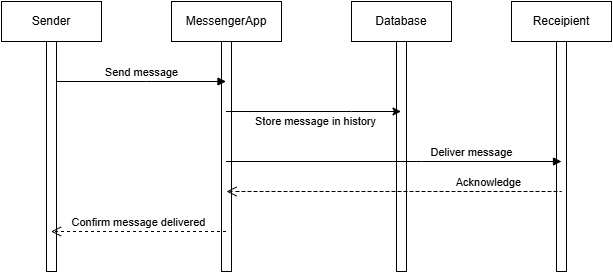 Sender
MessengerApp
Database
Receipient
Send message
Store message in history
Deliver message
Acknowledge
Confirm message delivered